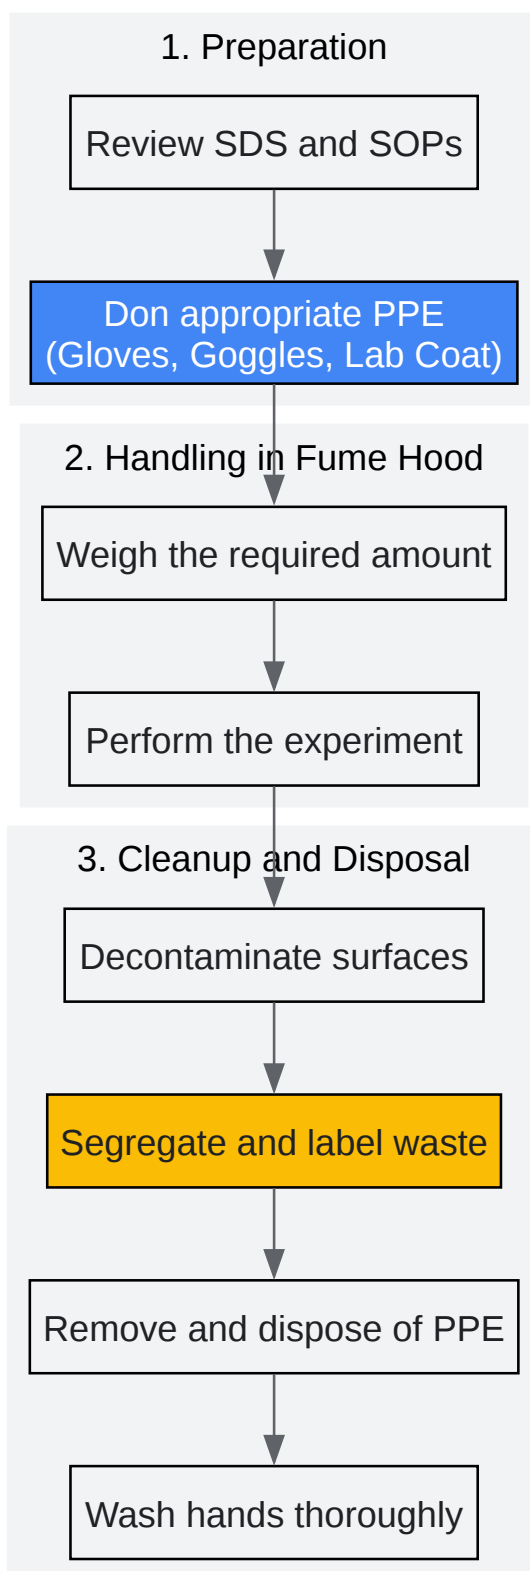 1. Preparation
Review SDS and SOPs
Don appropriate PPE
(Gloves, Goggles, Lab Coat)
2. Handling in Fume Hood
Weigh the required amount
Perform the experiment
3. Cleanup and Disposal
Decontaminate surfaces
Segregate and label waste
Remove and dispose of PPE
Wash hands thoroughly